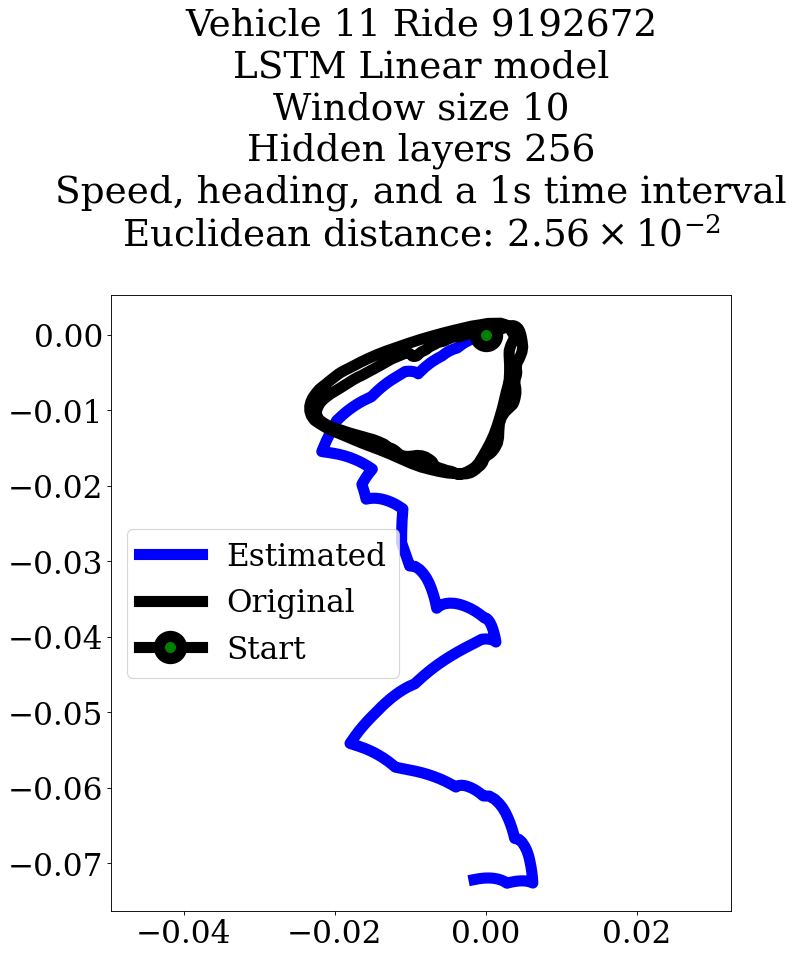 Vehicle 11 Ride 9192672
LSTM Linear model
Window size 10
Hidden layers 256
Speed, heading, and a 1s time interval
Euclidean distance: 2.56 × 10⁻²
0.00
−0.01
−0.02
−0.03
−0.04
−0.05
−0.06
−0.07
Estimated
Original
Start
−0.04 −0.02 0.00 0.02